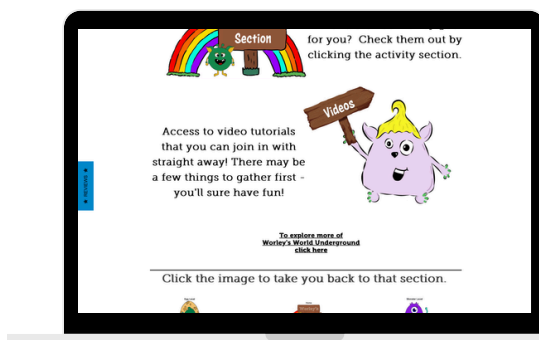 Section
for you?  Check them out by
clicking the activity section.
Videos
Access to video tutorials
that you can join in with
straight away! There may be
a few things to gather first -
you'll sure have fun!
★ REVIEWS ★
To explore more of
Worley's World Underground
click here
Click the image to take you back to that section.